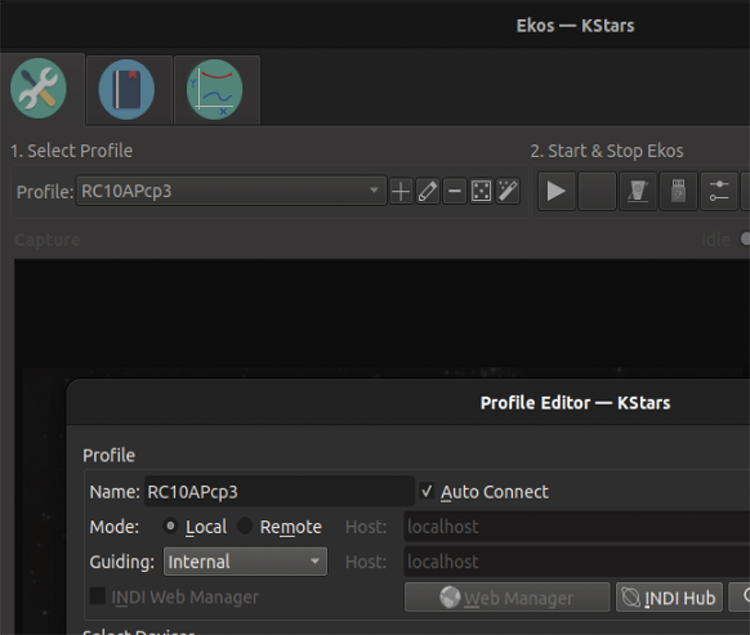 Ekos — KStars
1. Select Profile
2. Start & Stop Ekos
Profile: RC10APcp3
Capture
Idle
Profile Editor — KStars
Profile
Name: RC10APcp3 Auto Connect
Mode: Local Remote Host: localhost
Guiding: Internal Host: localhost
INDI Web Manager Web Manager INDI Hub
Select Devices